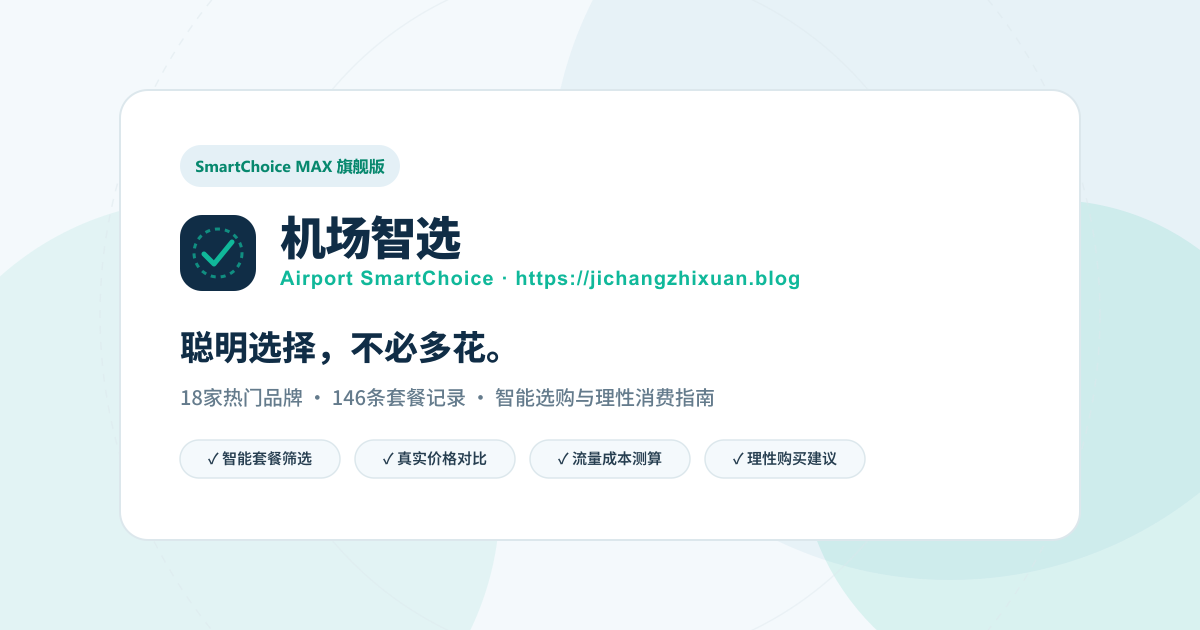 SmartChoice MAX 旗舰版
机场智选
Airport SmartChoice · https://jichangzhixuan.blog
聪明选择，不必多花。
18家热门品牌 · 146条套餐记录 · 智能选购与理性消费指南
✓ 智能套餐筛选 ✓ 真实价格对比 ✓ 流量成本测算 ✓ 理性购买建议